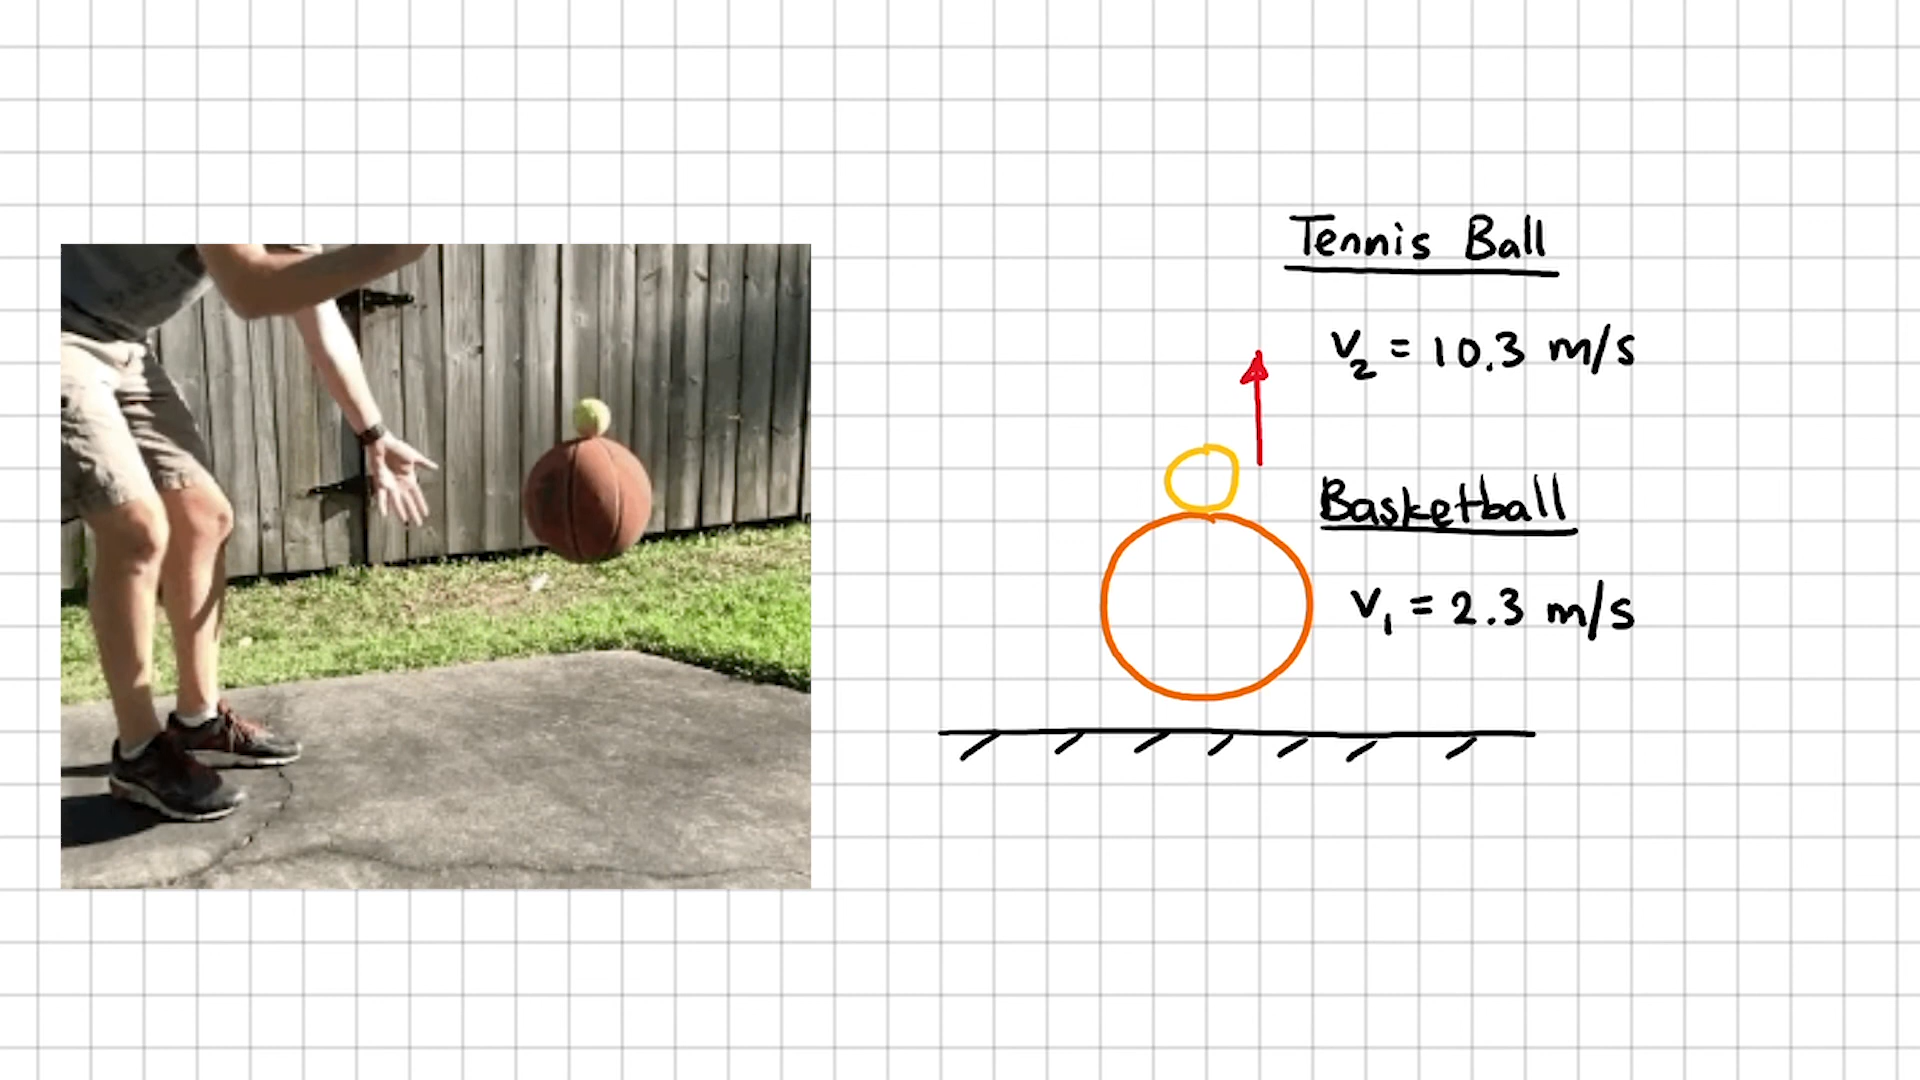 Tennis Ball
v₂ = 10.3 m/s
Basketball
v₁ = 2.3 m/s